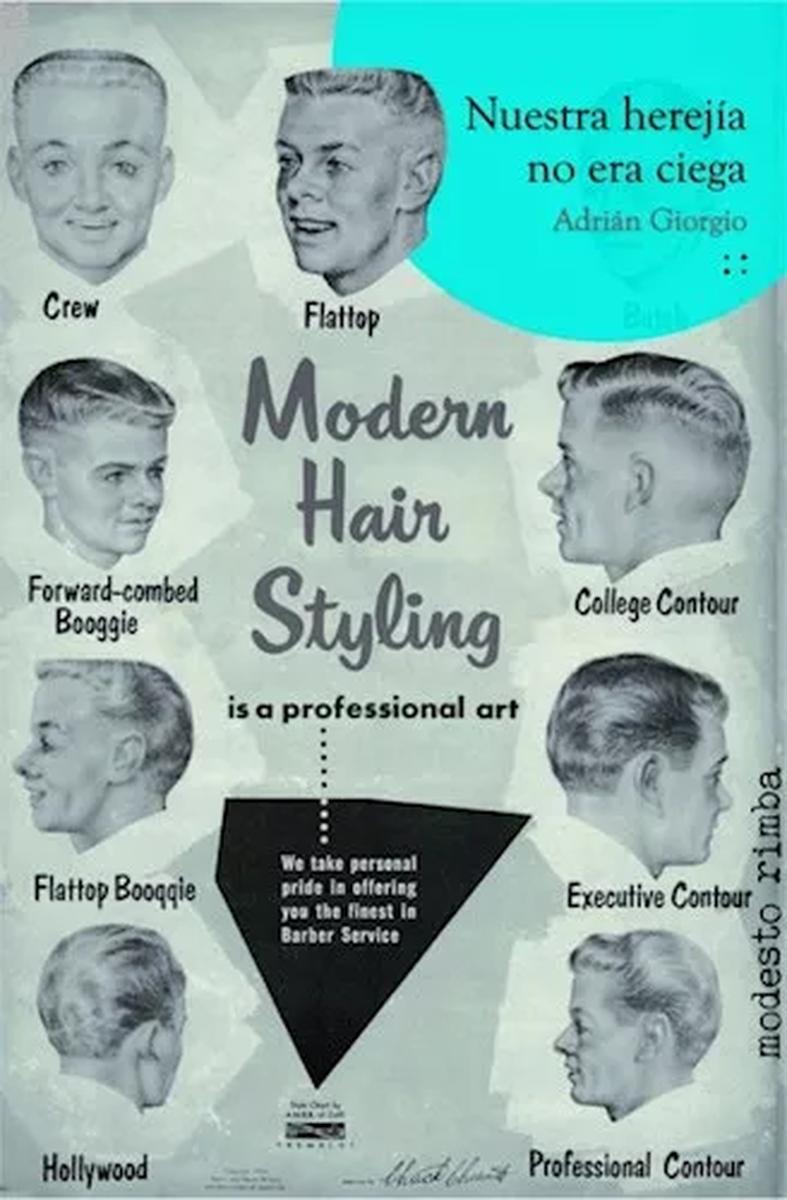 Nuestra herejía
no era ciega
Adrián Giorgio
Crew
Flattop
Butch
Modern
Hair
Styling
is a professional art
Forward-combed
Booggie
College Contour
We take personal
pride in offering
you the finest in
Barber Service
Flattop Booggie
Executive Contour
modesto rimba
Hollywood
Professional Contour